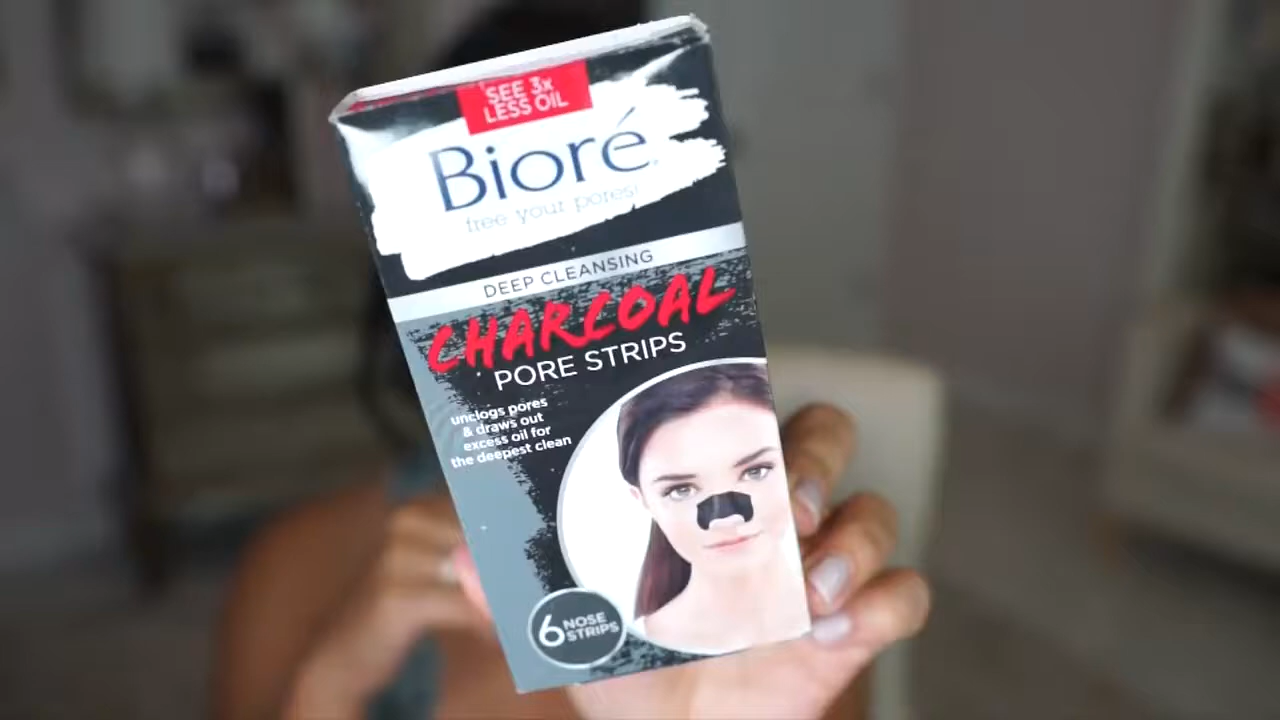 SEE 3x
LESS OIL
Bioré
free your pores!
DEEP CLEANSING
CHARCOAL
PORE STRIPS
unclogs pores
& draws out
excess oil for
the deepest clean
6 NOSE
STRIPS